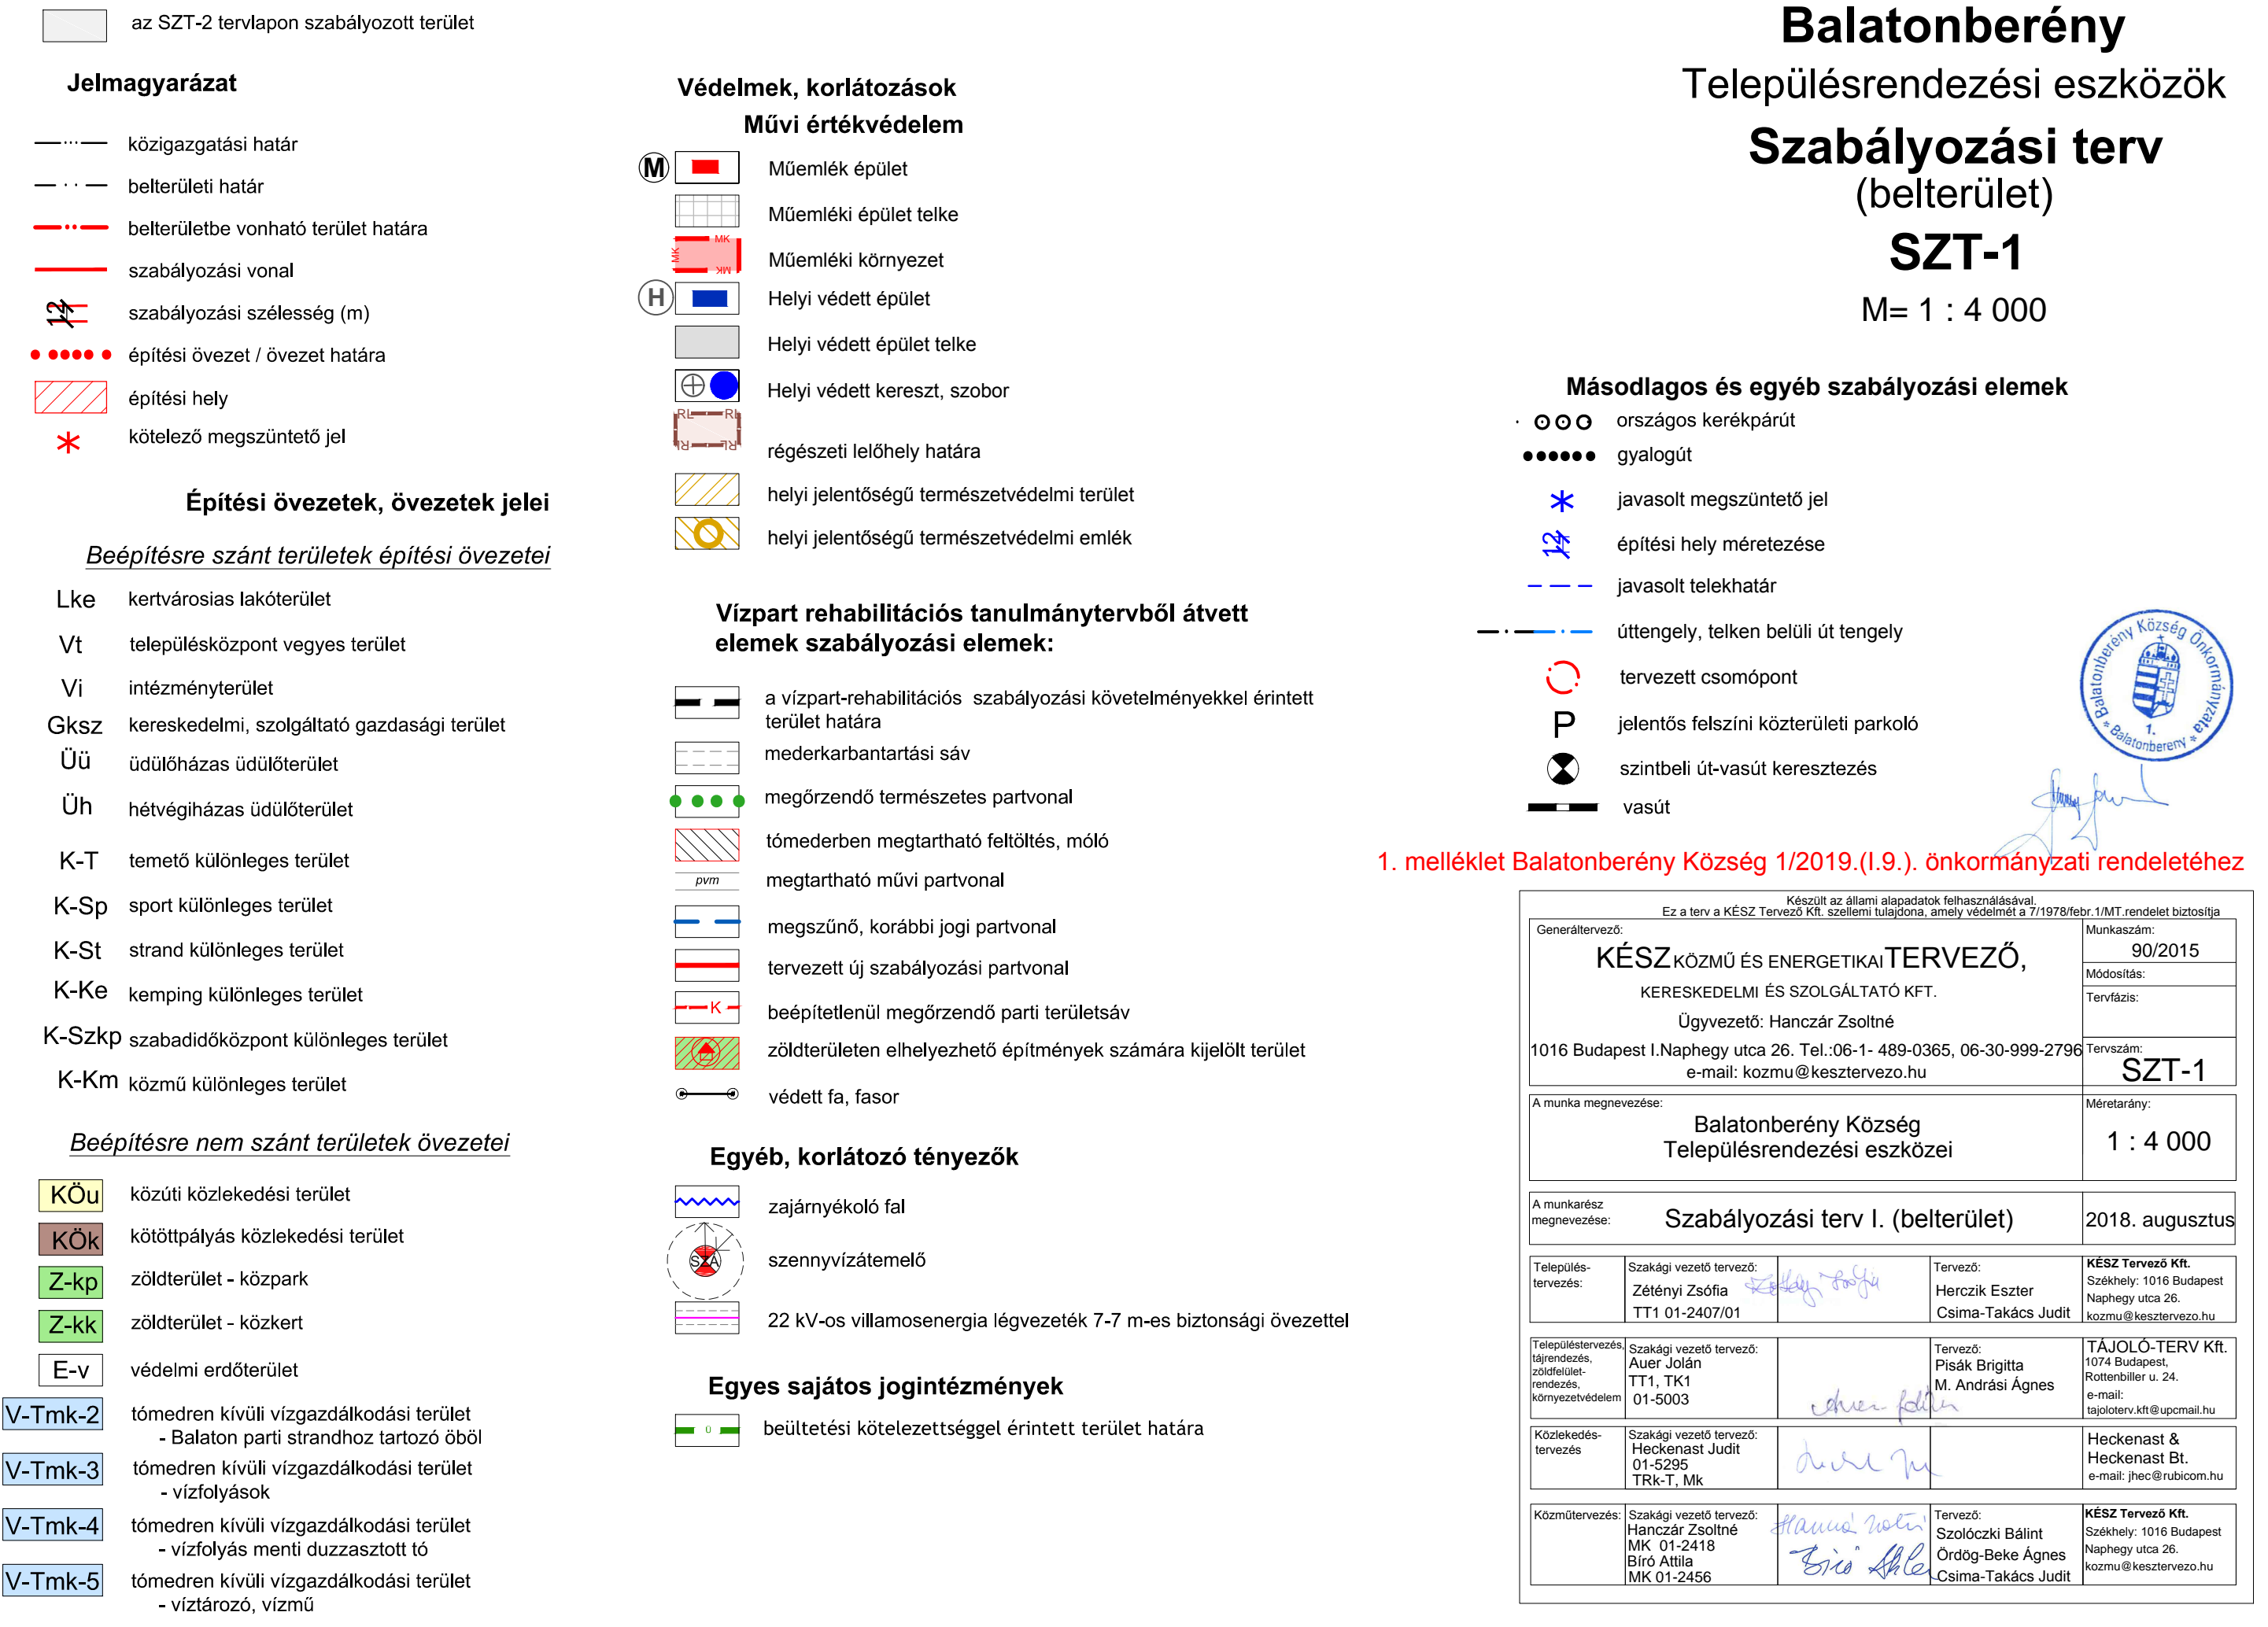 az SZT-2 tervlapon szabályozott terület
Jelmagyarázat
közigazgatási határ
belterületi határ
belterületbe vonható terület határa
szabályozási vonal
12
szabályozási szélesség (m)
építési övezet / övezet határa
építési hely
kötelező megszüntető jel
Építési övezetek, övezetek jelei
Beépítésre szánt területek építési övezetei
Lke kertvárosias lakóterület
Vt településközpont vegyes terület
Vi intézményterület
Gksz kereskedelmi, szolgáltató gazdasági terület
Üü üdülőházas üdülőterület
Üh hétvégiházas üdülőterület
K-T temető különleges terület
K-Sp sport különleges terület
K-St strand különleges terület
K-Ke kemping különleges terület
K-Szkp szabadidőközpont különleges terület
K-Km közmű különleges terület
Beépítésre nem szánt területek övezetei
KÖu közúti közlekedési terület
KÖk kötöttpályás közlekedési terület
Z-kp zöldterület - közpark
Z-kk zöldterület - közkert
E-v védelmi erdőterület
V-Tmk-2 tómedren kívüli vízgazdálkodási terület
- Balaton parti strandhoz tartozó öböl
V-Tmk-3 tómedren kívüli vízgazdálkodási terület
- vízfolyások
V-Tmk-4 tómedren kívüli vízgazdálkodási terület
- vízfolyás menti duzzasztott tó
V-Tmk-5 tómedren kívüli vízgazdálkodási terület
- víztározó, vízmű
Védelmek, korlátozások
Művi értékvédelem
M Műemlék épület
Műemléki épület telke
MK MK MK Műemléki környezet
H Helyi védett épület
Helyi védett épület telke
Helyi védett kereszt, szobor
RL RL
RL RL
régészeti lelőhely határa
helyi jelentőségű természetvédelmi terület
helyi jelentőségű természetvédelmi emlék
Vízpart rehabilitációs tanulmánytervből átvett
elemek szabályozási elemek:
a vízpart-rehabilitációs szabályozási követelményekkel érintett
terület határa
mederkarbantartási sáv
megőrzendő természetes partvonal
tómederben megtartható feltöltés, móló
pvm megtartható művi partvonal
megszűnő, korábbi jogi partvonal
tervezett új szabályozási partvonal
K beépítetlenül megőrzendő parti területsáv
zöldterületen elhelyezhető építmények számára kijelölt terület
védett fa, fasor
Egyéb, korlátozó tényezők
zajárnyékoló fal
SZÁ szennyvízátemelő
22 kV-os villamosenergia légvezeték 7-7 m-es biztonsági övezettel
Egyes sajátos jogintézmények
Ü beültetési kötelezettséggel érintett terület határa
Balatonberény
Településrendezési eszközök
Szabályozási terv
(belterület)
SZT-1
M= 1 : 4 000
Másodlagos és egyéb szabályozási elemek
országos kerékpárút
gyalogút
javasolt megszüntető jel
12
építési hely méretezése
javasolt telekhatár
úttengely, telken belüli út tengely
tervezett csomópont
P jelentős felszíni közterületi parkoló
szintbeli út-vasút keresztezés
vasút
Balatonberény Község Önkormányzata
1.
* Balatonberény *
1. melléklet Balatonberény Község 1/2019.(I.9.). önkormányzati rendeletéhez
Készült az állami alapadatok felhasználásával.
Ez a terv a KÉSZ Tervező Kft. szellemi tulajdona, amely védelmét a 7/1978/febr.1/MT.rendelet biztosítja
Generáltervező:
KÉSZ KÖZMŰ ÉS ENERGETIKAI TERVEZŐ,
KERESKEDELMI ÉS SZOLGÁLTATÓ KFT.
Ügyvezető: Hanczár Zsoltné
1016 Budapest I.Naphegy utca 26. Tel.:06-1- 489-0365, 06-30-999-2796
e-mail: kozmu@kesztervezo.hu
Munkaszám:
90/2015
Módosítás:
Tervfázis:
Tervszám:
SZT-1
A munka megnevezése:
Balatonberény Község
Településrendezési eszközei
Méretarány:
1 : 4 000
A munkarész
megnevezése:
Szabályozási terv I. (belterület)
2018. augusztus
Település-
tervezés:
Szakági vezető tervező:
Zétényi Zsófia
TT1 01-2407/01
Tervező:
Herczik Eszter
Csima-Takács Judit
KÉSZ Tervező Kft.
Székhely: 1016 Budapest
Naphegy utca 26.
kozmu@kesztervezo.hu
Településtervezés,
tájrendezés,
zöldfelület-
rendezés,
környezetvédelem
Szakági vezető tervező:
Auer Jolán
TT1, TK1
01-5003
Tervező:
Pisák Brigitta
M. Andrási Ágnes
TÁJOLÓ-TERV Kft.
1074 Budapest,
Rottenbiller u. 24.
e-mail:
tajoloterv.kft@upcmail.hu
Közlekedés-
tervezés
Szakági vezető tervező:
Heckenast Judit
01-5295
TRk-T, Mk
Heckenast &
Heckenast Bt.
e-mail: jhec@rubicom.hu
Közműtervezés:
Szakági vezető tervező:
Hanczár Zsoltné
MK 01-2418
Bíró Attila
MK 01-2456
Tervező:
Szolóczki Bálint
Ördög-Beke Ágnes
Csima-Takács Judit
KÉSZ Tervező Kft.
Székhely: 1016 Budapest
Naphegy utca 26.
kozmu@kesztervezo.hu